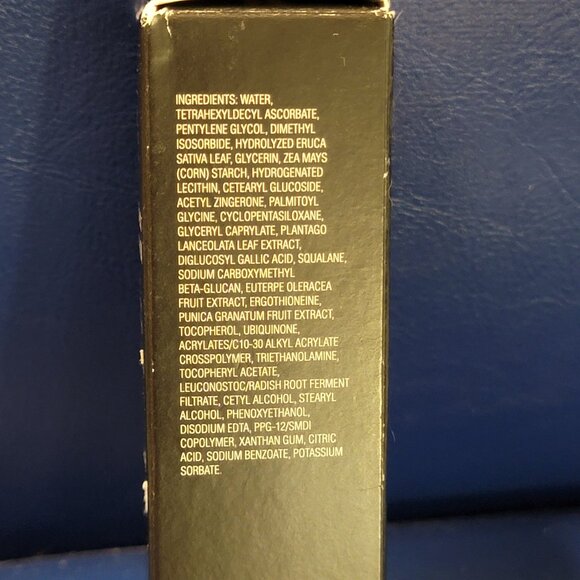 INGREDIENTS: WATER,
TETRAHEXYLDECYL ASCORBATE,
PENTYLENE GLYCOL, DIMETHYL
ISOSORBIDE, HYDROLYZED ERUCA
SATIVA LEAF, GLYCERIN, ZEA MAYS
(CORN) STARCH, HYDROGENATED
LECITHIN, CETEARYL GLUCOSIDE,
ACETYL ZINGERONE, PALMITOYL
GLYCINE, CYCLOPENTASILOXANE,
GLYCERYL CAPRYLATE, PLANTAGO
LANCEOLATA LEAF EXTRACT,
DIGLUCOSYL GALLIC ACID, SQUALANE,
SODIUM CARBOXYMETHYL
BETA-GLUCAN, EUTERPE OLERACEA
FRUIT EXTRACT, ERGOTHIONEINE,
PUNICA GRANATUM FRUIT EXTRACT,
TOCOPHEROL, UBIQUINONE,
ACRYLATES/C10-30 ALKYL ACRYLATE
CROSSPOLYMER, TRIETHANOLAMINE,
TOCOPHERYL ACETATE,
LEUCONOSTOC/RADISH ROOT FERMENT
FILTRATE, CETYL ALCOHOL, STEARYL
ALCOHOL, PHENOXYETHANOL,
DISODIUM EDTA, PPG-12/SMDI
COPOLYMER, XANTHAN GUM, CITRIC
ACID, SODIUM BENZOATE, POTASSIUM
SORBATE.